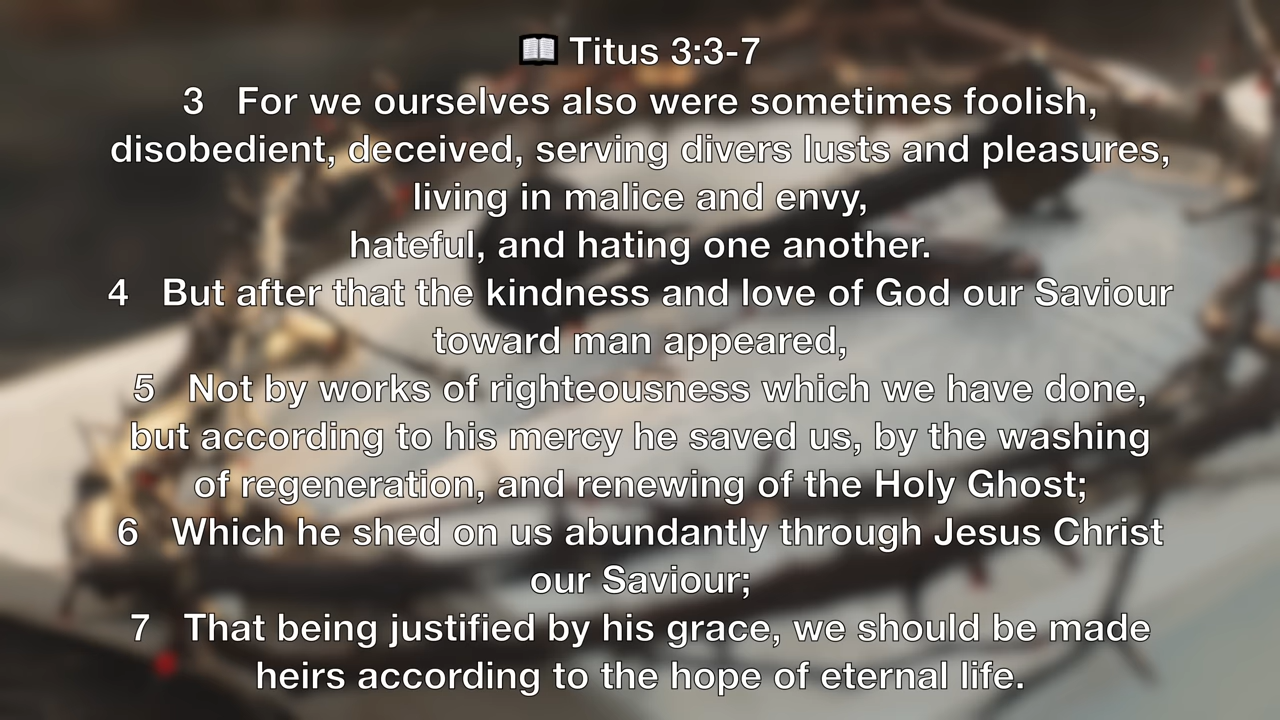 📖 Titus 3:3-7
3 For we ourselves also were sometimes foolish,
disobedient, deceived, serving divers lusts and pleasures,
living in malice and envy,
hateful, and hating one another.
4 But after that the kindness and love of God our Saviour
toward man appeared,
5 Not by works of righteousness which we have done,
but according to his mercy he saved us, by the washing
of regeneration, and renewing of the Holy Ghost;
6 Which he shed on us abundantly through Jesus Christ
our Saviour;
7 That being justified by his grace, we should be made
heirs according to the hope of eternal life.